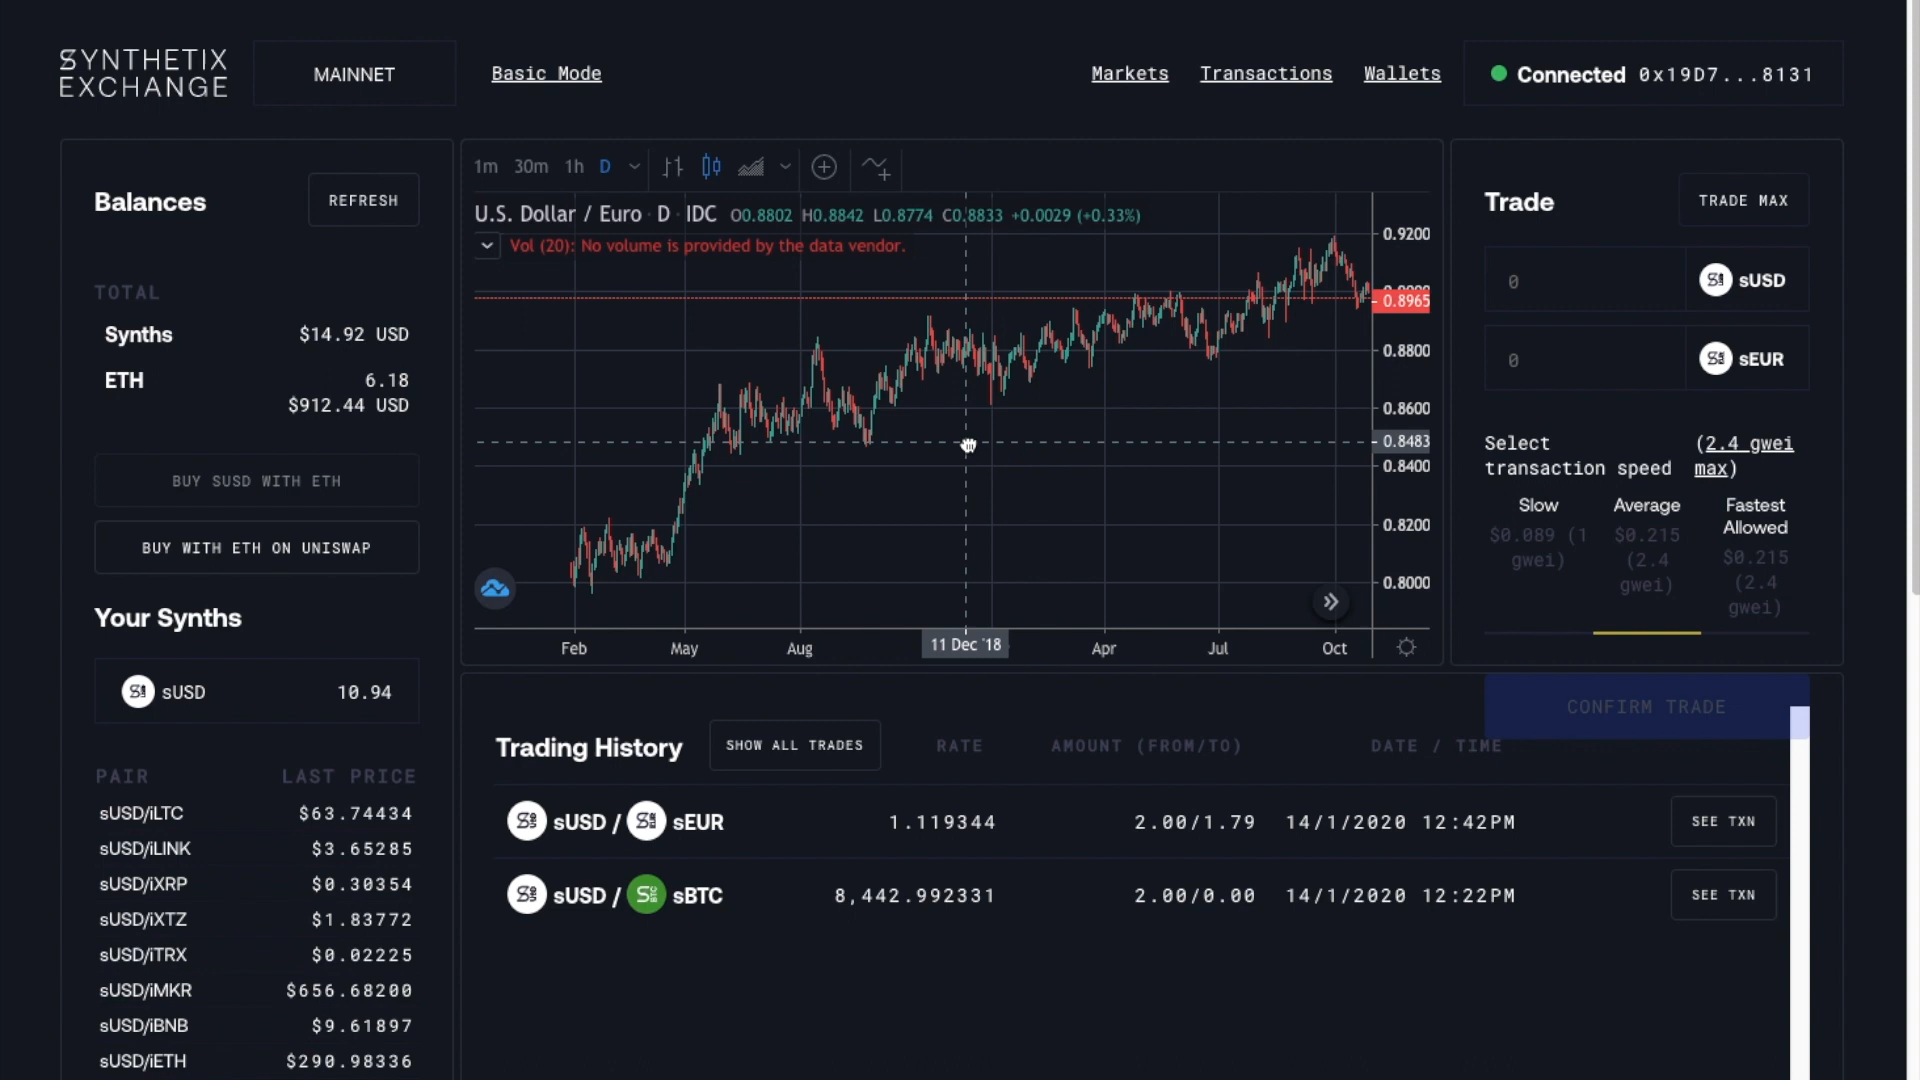 SYNTHETIX
EXCHANGE
MAINNET
Basic Mode
Markets
Transactions
Wallets
Connected 0x19D7...8131
Balances
REFRESH
TOTAL
Synths $14.92 USD
ETH 6.18
$912.44 USD
BUY SUSD WITH ETH
BUY WITH ETH ON UNISWAP
Your Synths
sUSD 10.94
PAIR LAST PRICE
sUSD/iLTC $63.74434
sUSD/iLINK $3.65285
sUSD/iXRP $0.30354
sUSD/iXTZ $1.83772
sUSD/iTRX $0.02225
sUSD/iMKR $656.68200
sUSD/iBNB $9.61897
sUSD/iETH $290.98336
1m 30m 1h D
U.S. Dollar / Euro · D · IDC O0.8802 H0.8842 L0.8774 C0.8833 +0.0029 (+0.33%)
Vol (20): No volume is provided by the data vendor.
0.9200
0.8965
0.8800
0.8600
0.8483
0.8400
0.8200
0.8000
Feb May Aug 11 Dec '18 Apr Jul Oct
Trade
TRADE MAX
0 sUSD
0 sEUR
Select
transaction speed
(2.4 gwei
max)
Slow
$0.089 (1
gwei)
Average
$0.215
(2.4
gwei)
Fastest
Allowed
$0.215
(2.4
gwei)
CONFIRM TRADE
Trading History
SHOW ALL TRADES
RATE AMOUNT (FROM/TO) DATE / TIME
sUSD / sEUR 1.119344 2.00/1.79 14/1/2020 12:42PM SEE TXN
sUSD / sBTC 8,442.992331 2.00/0.00 14/1/2020 12:22PM SEE TXN